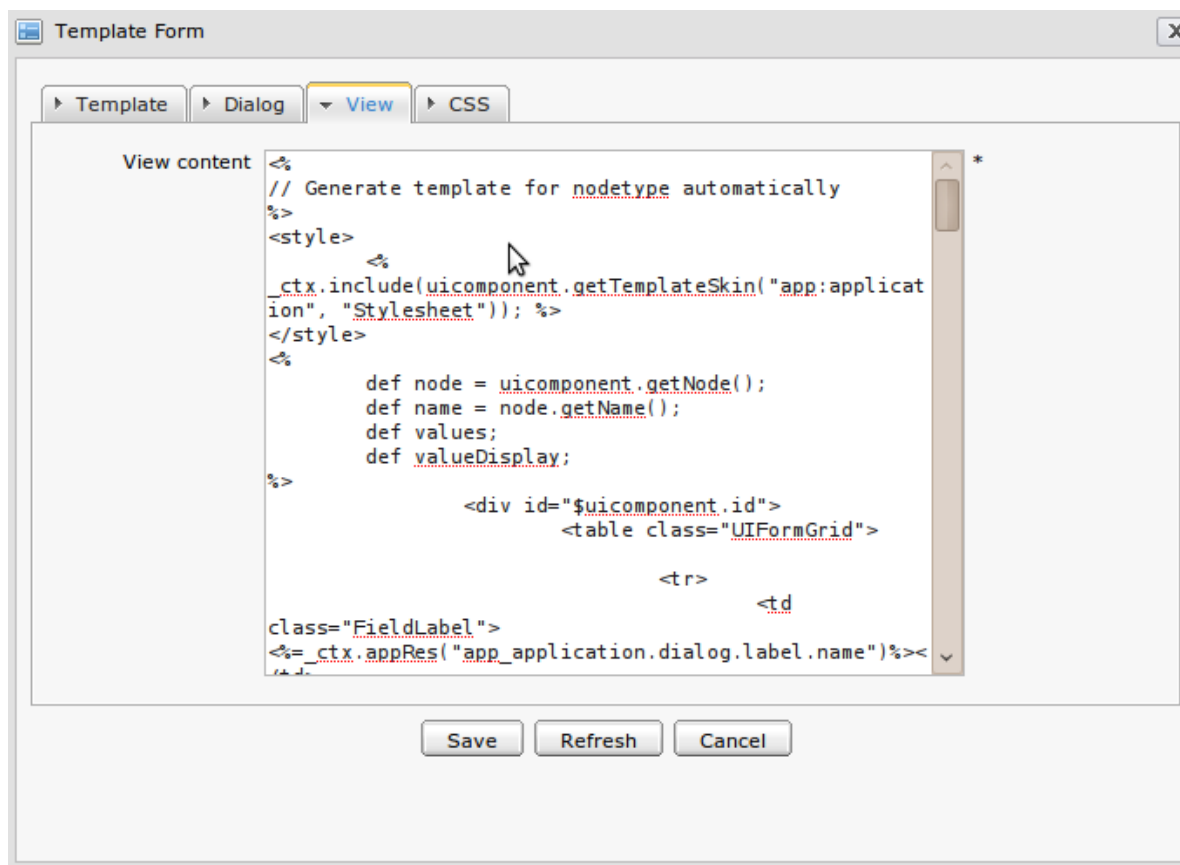 Template Form
X
Template Dialog View CSS
View content
*
<%
// Generate template for nodetype automatically
%>
<style>
<%
_ctx.include(uicomponent.getTemplateSkin("app:applicat
ion", "Stylesheet")); %>
</style>
<%
def node = uicomponent.getNode();
def name = node.getName();
def values;
def valueDisplay;
%>
<div id="$uicomponent.id">
<table class="UIFormGrid">
<tr>
<td
class="FieldLabel">
<%=_ctx.appRes("app_application.dialog.label.name")%><
/td>
Save Refresh Cancel